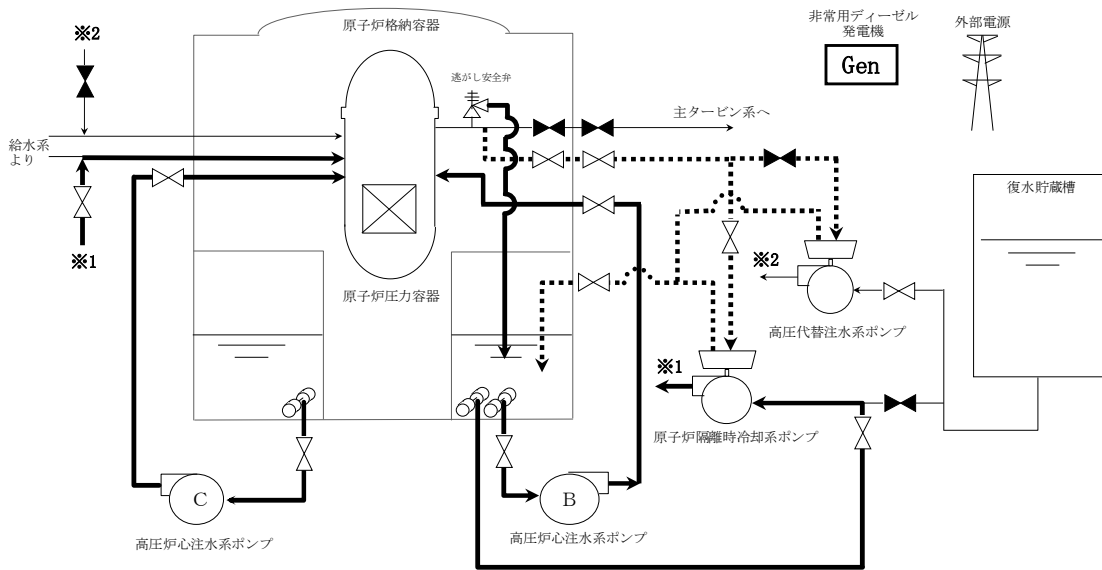 非常用ディーゼル
発電機
外部電源
Gen
原子炉格納容器
※2
逃がし安全弁
主タービン系へ
給水系
より
復水貯蔵槽
※1
※2
原子炉圧力容器
高圧代替注水系ポンプ
※1
原子炉隔離時冷却系ポンプ
C
B
高圧炉心注水系ポンプ
高圧炉心注水系ポンプ